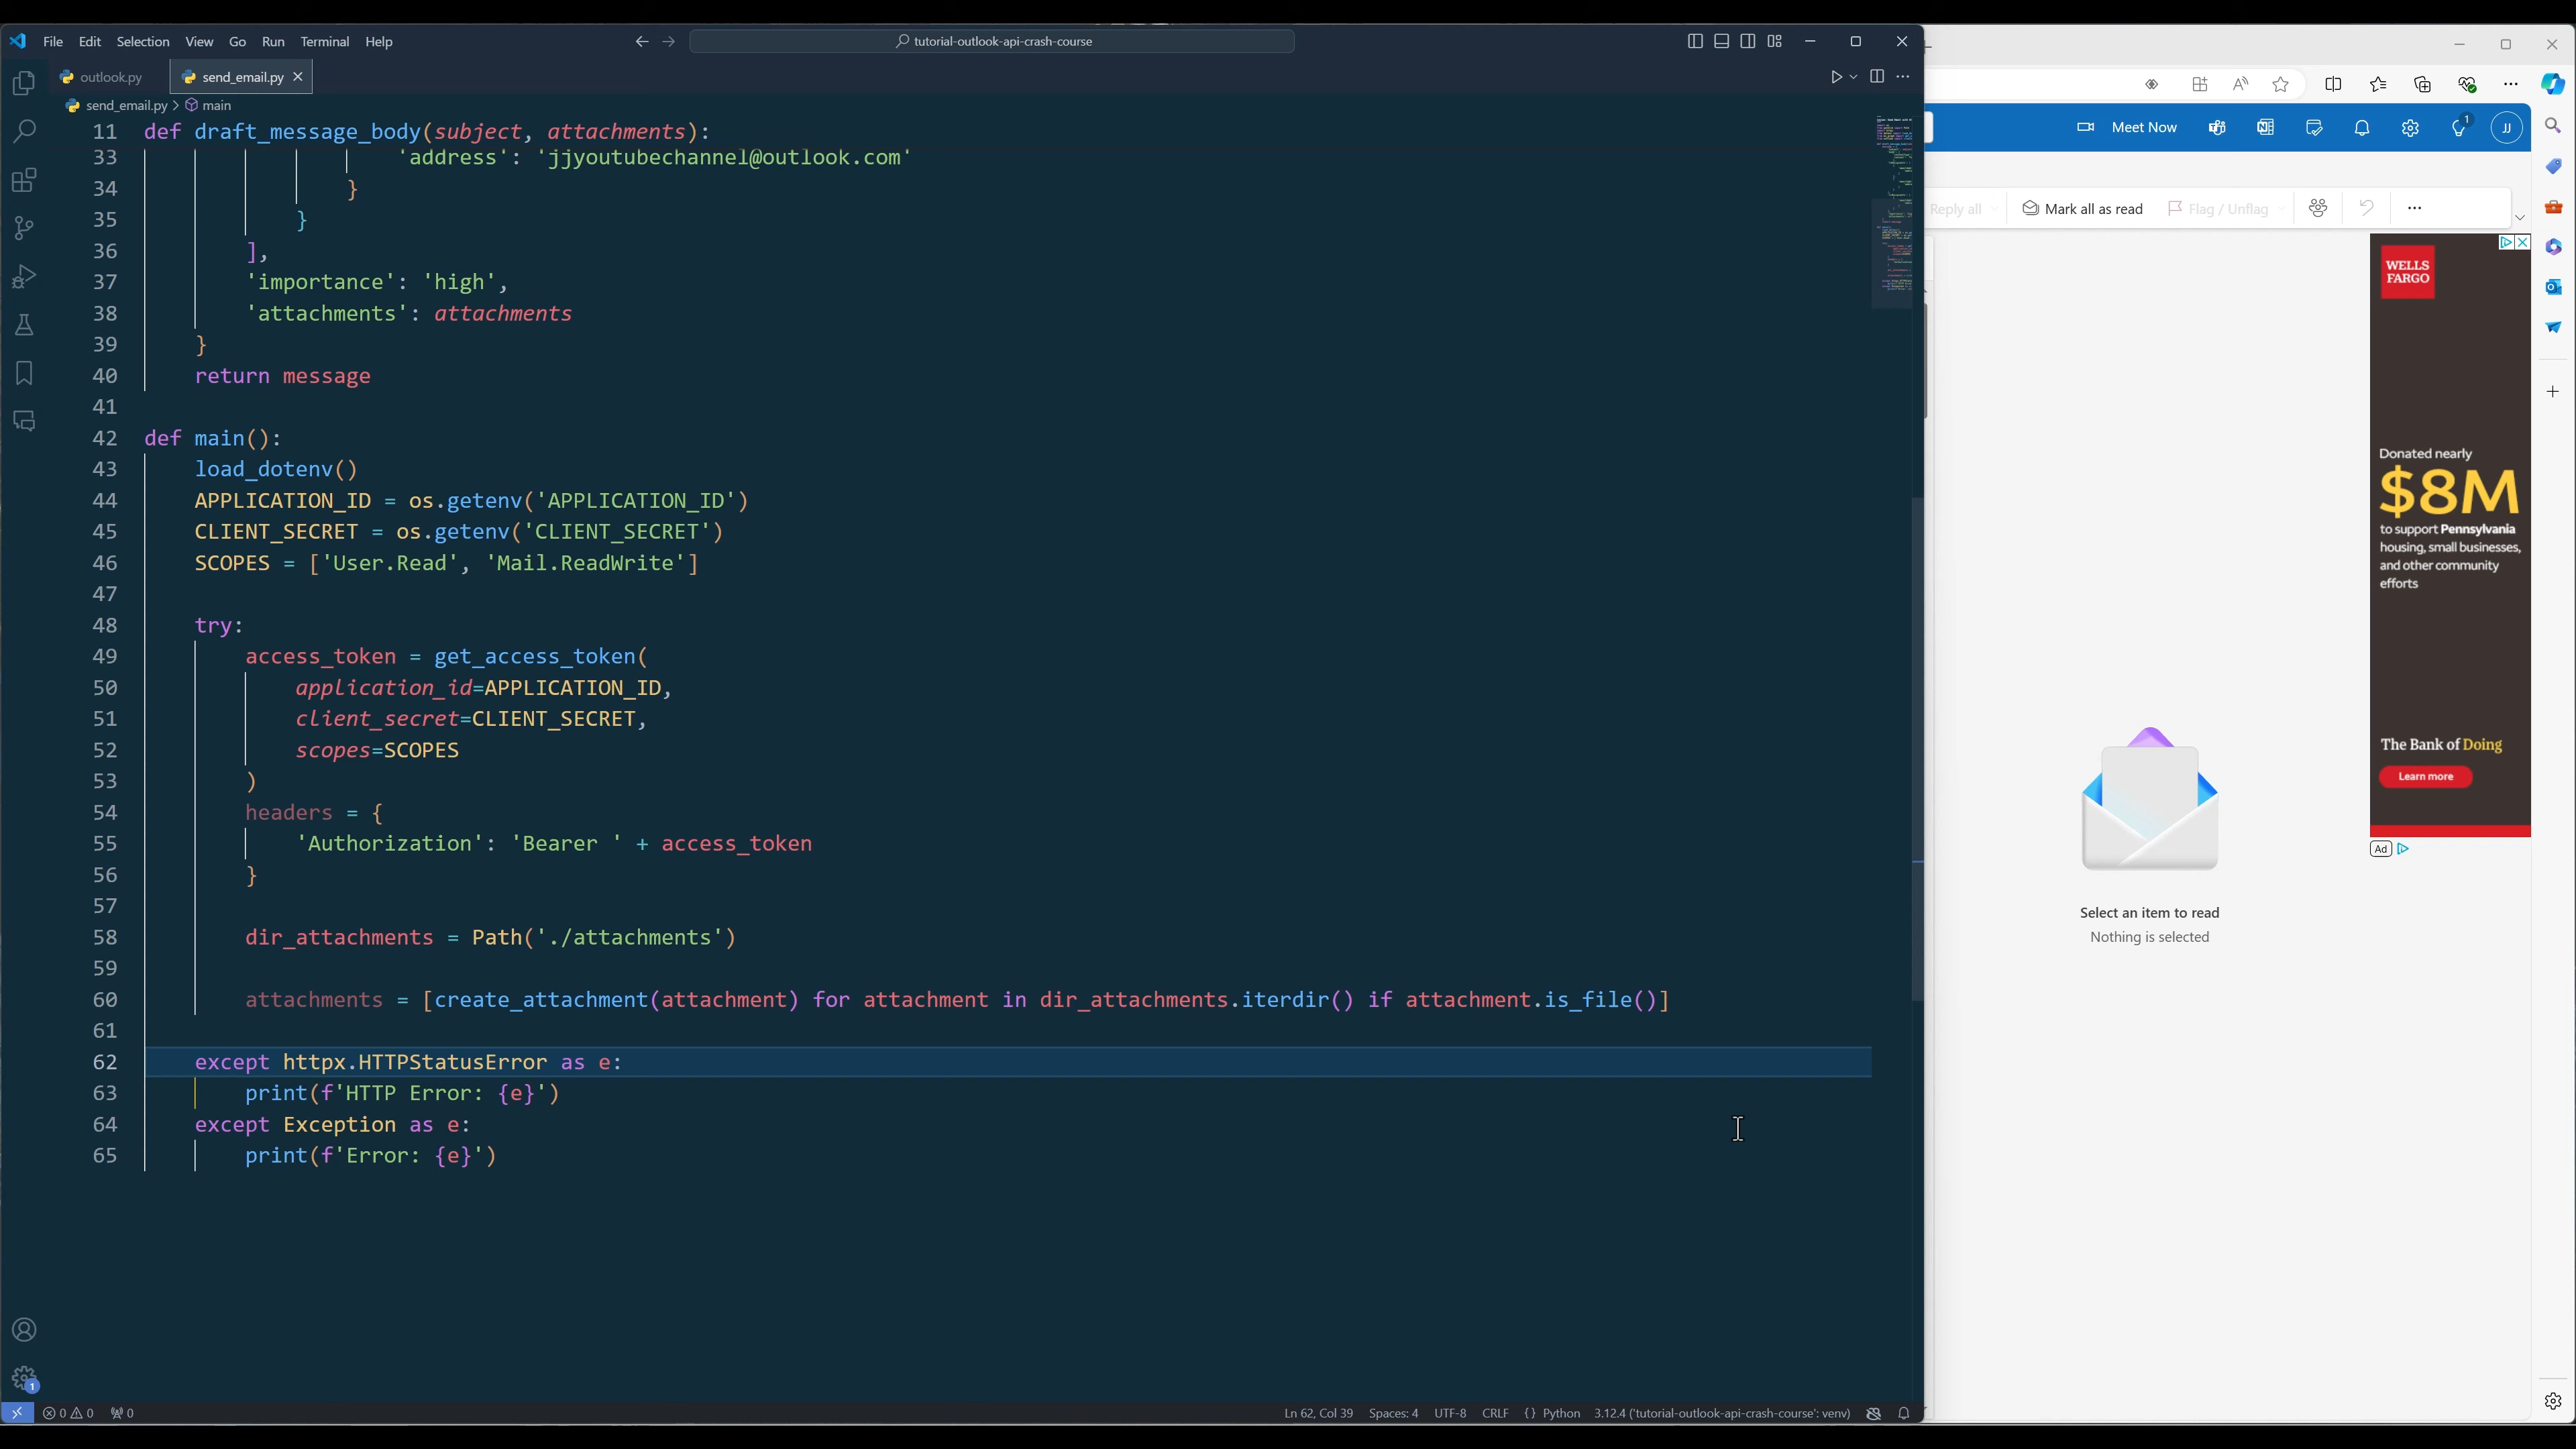 File Edit Selection View Go Run Terminal Help
tutorial-outlook-api-crash-course
outlook.py
send_email.py
send_email.py > main
11 def draft_message_body(subject, attachments):
33 'address': 'jjyoutubechannel@outlook.com'
34 }
35 }
36 ],
37 'importance': 'high',
38 'attachments': attachments
39 }
40 return message
41
42 def main():
43 load_dotenv()
44 APPLICATION_ID = os.getenv('APPLICATION_ID')
45 CLIENT_SECRET = os.getenv('CLIENT_SECRET')
46 SCOPES = ['User.Read', 'Mail.ReadWrite']
47
48 try:
49 access_token = get_access_token(
50 application_id=APPLICATION_ID,
51 client_secret=CLIENT_SECRET,
52 scopes=SCOPES
53 )
54 headers = {
55 'Authorization': 'Bearer ' + access_token
56 }
57
58 dir_attachments = Path('./attachments')
59
60 attachments = [create_attachment(attachment) for attachment in dir_attachments.iterdir() if attachment.is_file()]
61
62 except httpx.HTTPStatusError as e:
63 print(f'HTTP Error: {e}')
64 except Exception as e:
65 print(f'Error: {e}')
1
0 0 0
Ln 62, Col 39 Spaces: 4 UTF-8 CRLF {} Python 3.12.4 ('tutorial-outlook-api-crash-course': venv)
Meet Now
1
JJ
Reply all
Mark all as read
Flag / Unflag
WELLS
FARGO
Donated nearly
$8M
to support Pennsylvania
housing, small businesses,
and other community
efforts
The Bank of Doing
Learn more
Ad
Select an item to read
Nothing is selected